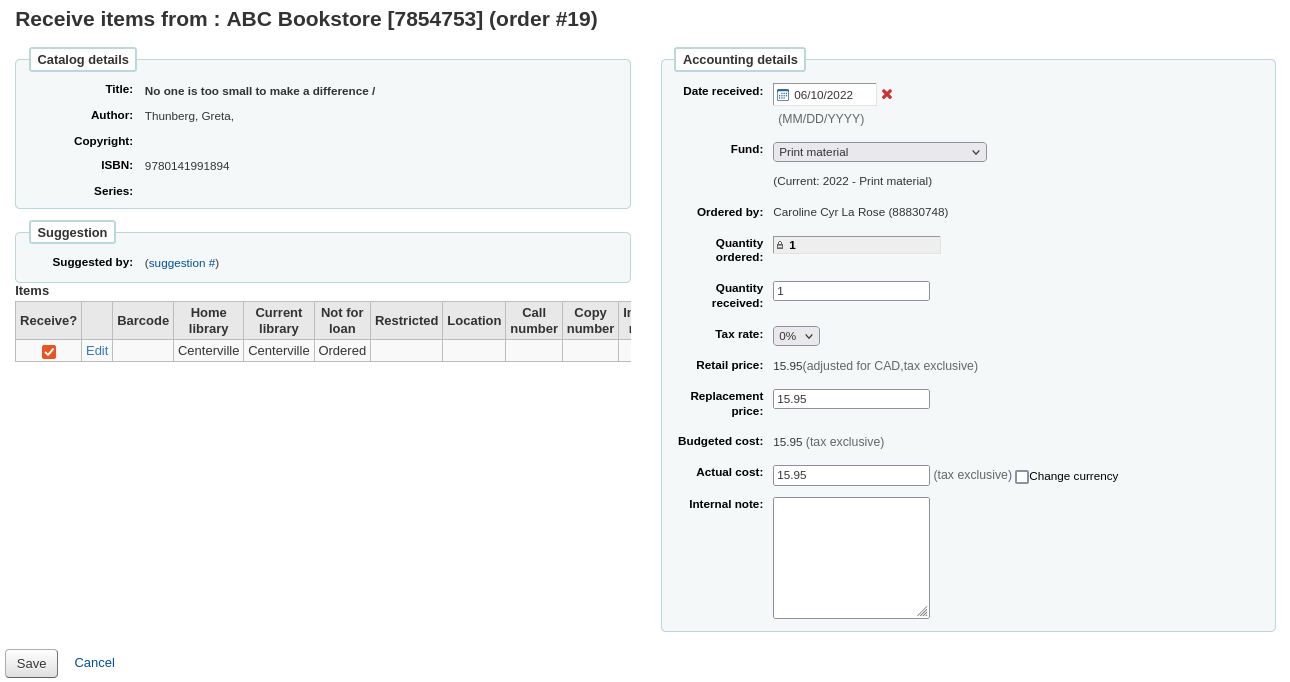 Receive items from : ABC Bookstore [7854753] (order #19)
Catalog details
Title: No one is too small to make a difference /
Author: Thunberg, Greta,
Copyright:
ISBN: 9780141991894
Series:
Suggestion
Suggested by: (suggestion #)
Items
Receive? Barcode Home library Current library Not for loan Restricted Location Call number Copy number
Edit Centerville Centerville Ordered
Accounting details
Date received: 06/10/2022
(MM/DD/YYYY)
Fund: Print material
(Current: 2022 - Print material)
Ordered by: Caroline Cyr La Rose (88830748)
Quantity ordered: 1
Quantity received: 1
Tax rate: 0%
Retail price: 15.95(adjusted for CAD,tax exclusive)
Replacement price: 15.95
Budgeted cost: 15.95 (tax exclusive)
Actual cost: 15.95 (tax exclusive) Change currency
Internal note:
Save Cancel